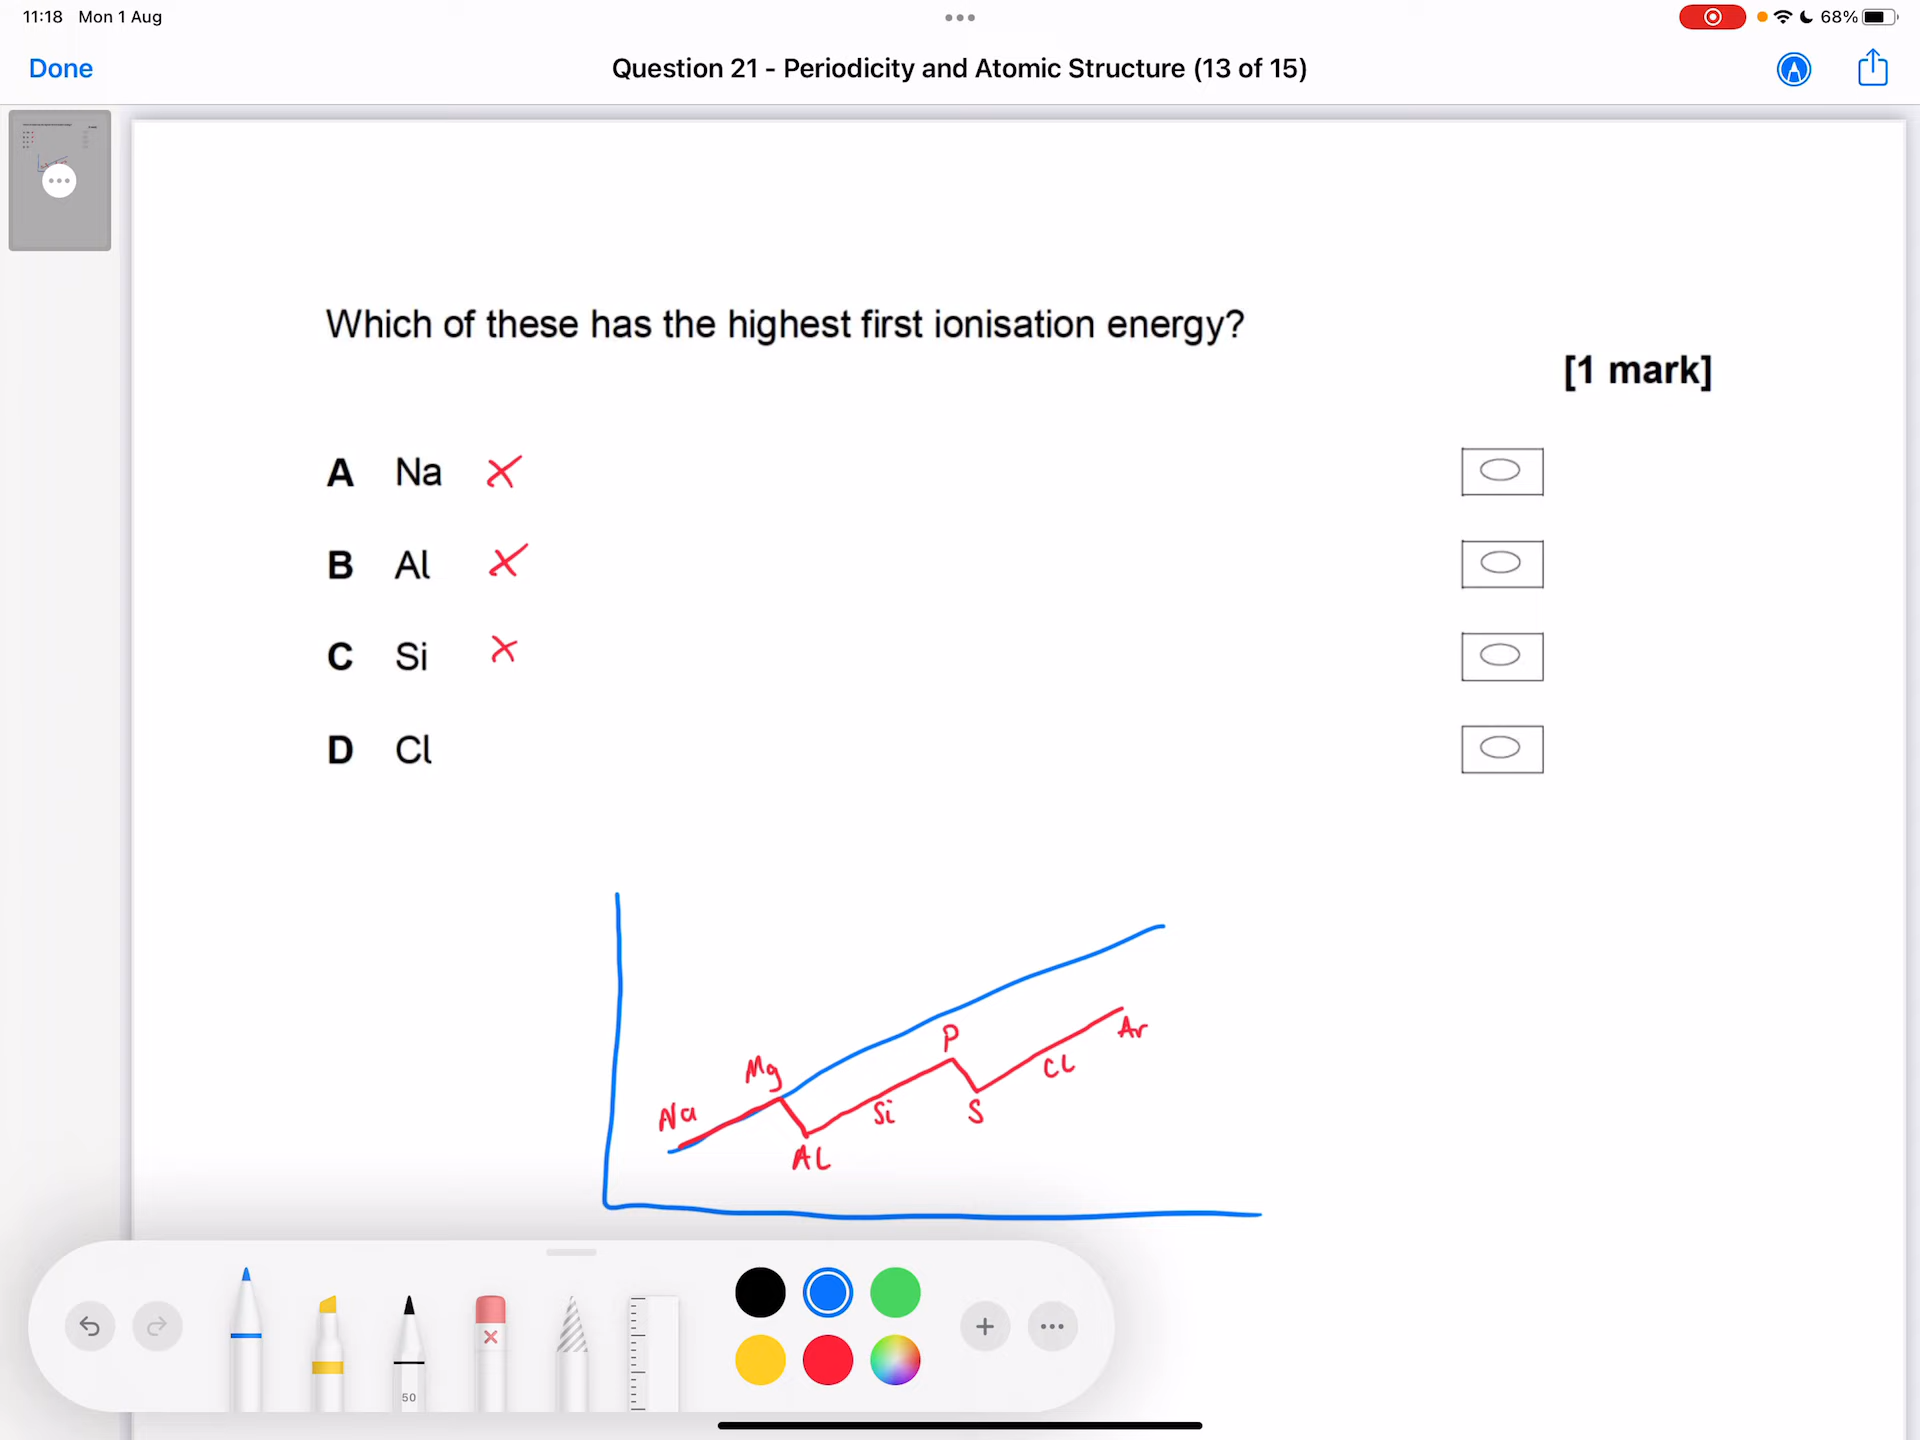 11:18 Mon 1 Aug
68%
Done
Question 21 - Periodicity and Atomic Structure (13 of 15)
Which of these has the highest first ionisation energy?
[1 mark]
A Na
B Al
C Si
D Cl
P
Ar
Mg
CL
Na
Si
S
AL
50